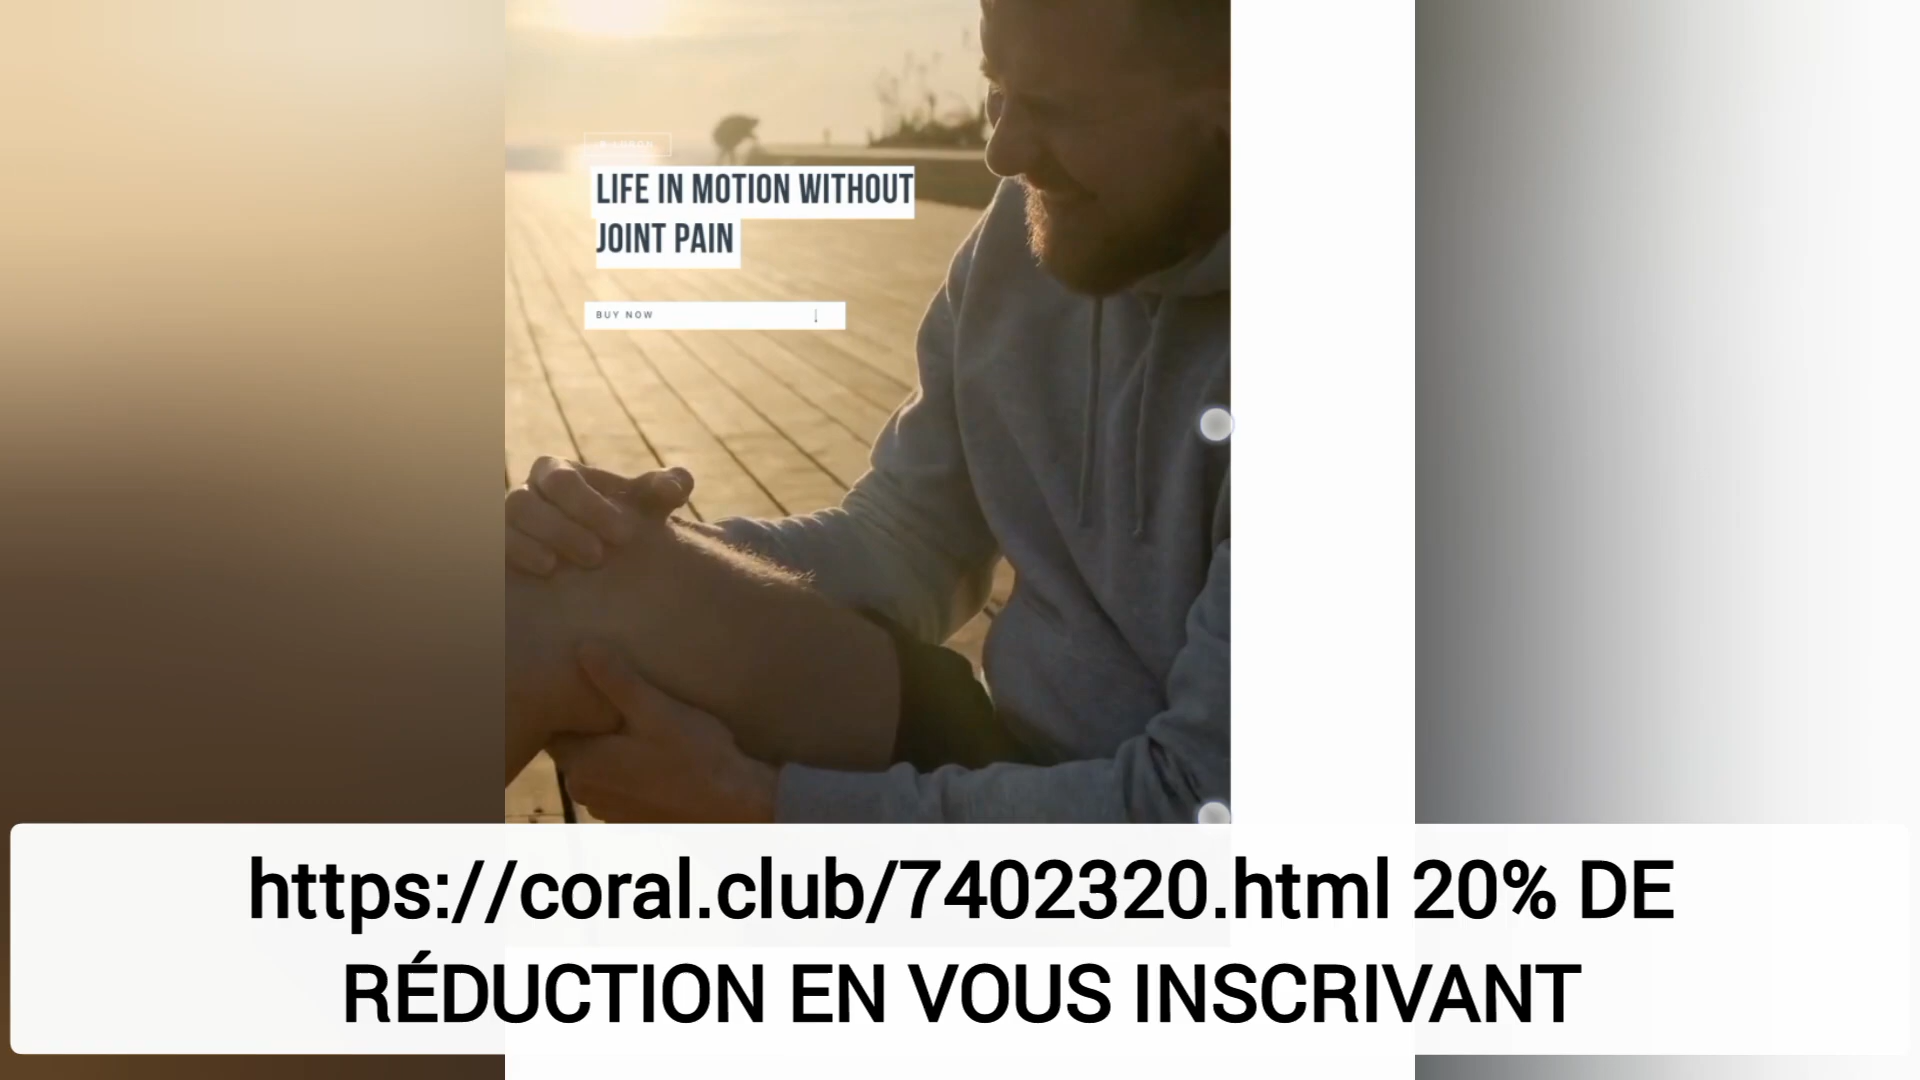 LIFE IN MOTION WITHOUT
JOINT PAIN
BUY NOW
https://coral.club/7402320.html 20% DE
RÉDUCTION EN VOUS INSCRIVANT